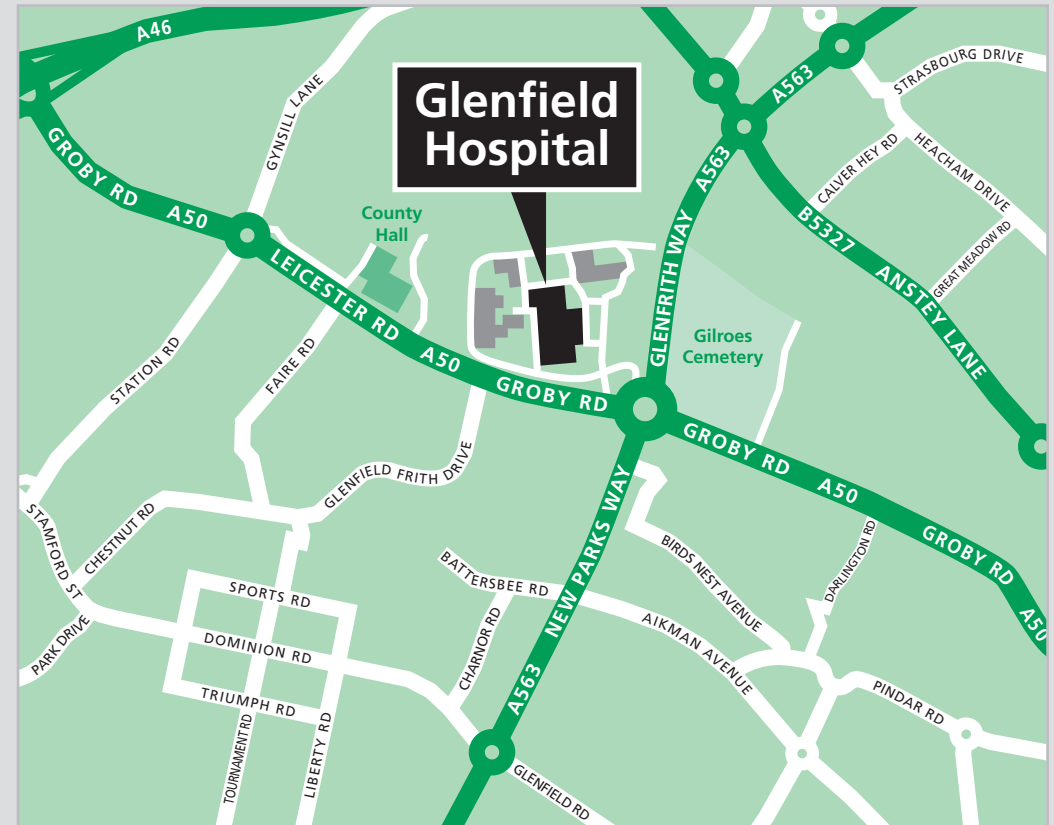 A46
STRASBOURG DRIVE
A563
GYNSILL LANE
Glenfield
Hospital
GROBY RD
A50
CALVER HEY RD
HEACHAM DRIVE
A563
County
Hall
B5327
GREAT MEADOW RD
LEICESTER RD
GLENFRITH WAY
ANSTEY LANE
Gilroes
Cemetery
STATION RD
FAIRE RD
A50
GROBY RD
GROBY RD
A50
GLENFIELD FRITH DRIVE
STAMFORD ST
CHESTNUT RD
NEW PARKS WAY
BIRDS NEST AVENUE
DARLINGTON RD
GROBY RD
A50
BATTERSBEE RD
SPORTS RD
AIKMAN AVENUE
PARK DRIVE
DOMINION RD
CHARNOR RD
A563
TRIUMPH RD
PINDAR RD
TOURNAMENT RD
LIBERTY RD
GLENFIELD RD